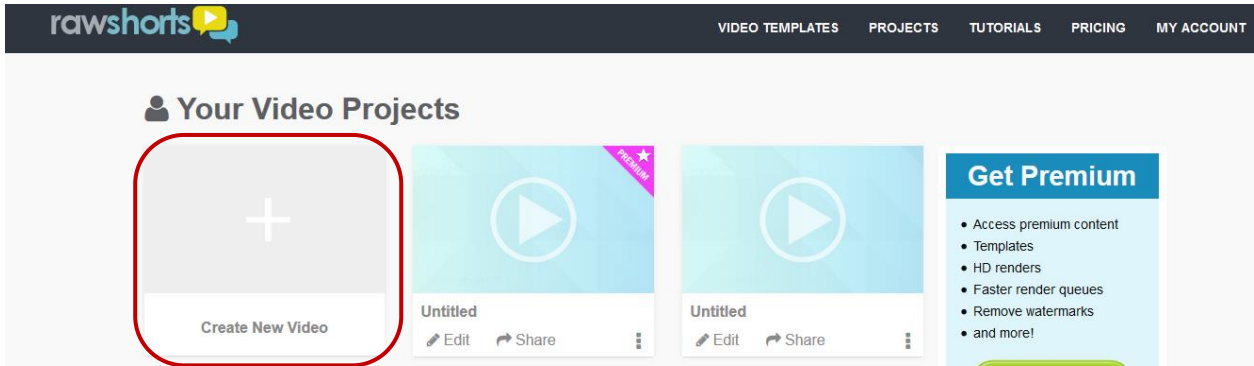 rawshorts
VIDEO TEMPLATES PROJECTS TUTORIALS PRICING MY ACCOUNT
Your Video Projects
PREMIUM
Create New Video
Untitled
Edit Share
Untitled
Edit Share
Get Premium
Access premium content
Templates
HD renders
Faster render queues
Remove watermarks
and more!